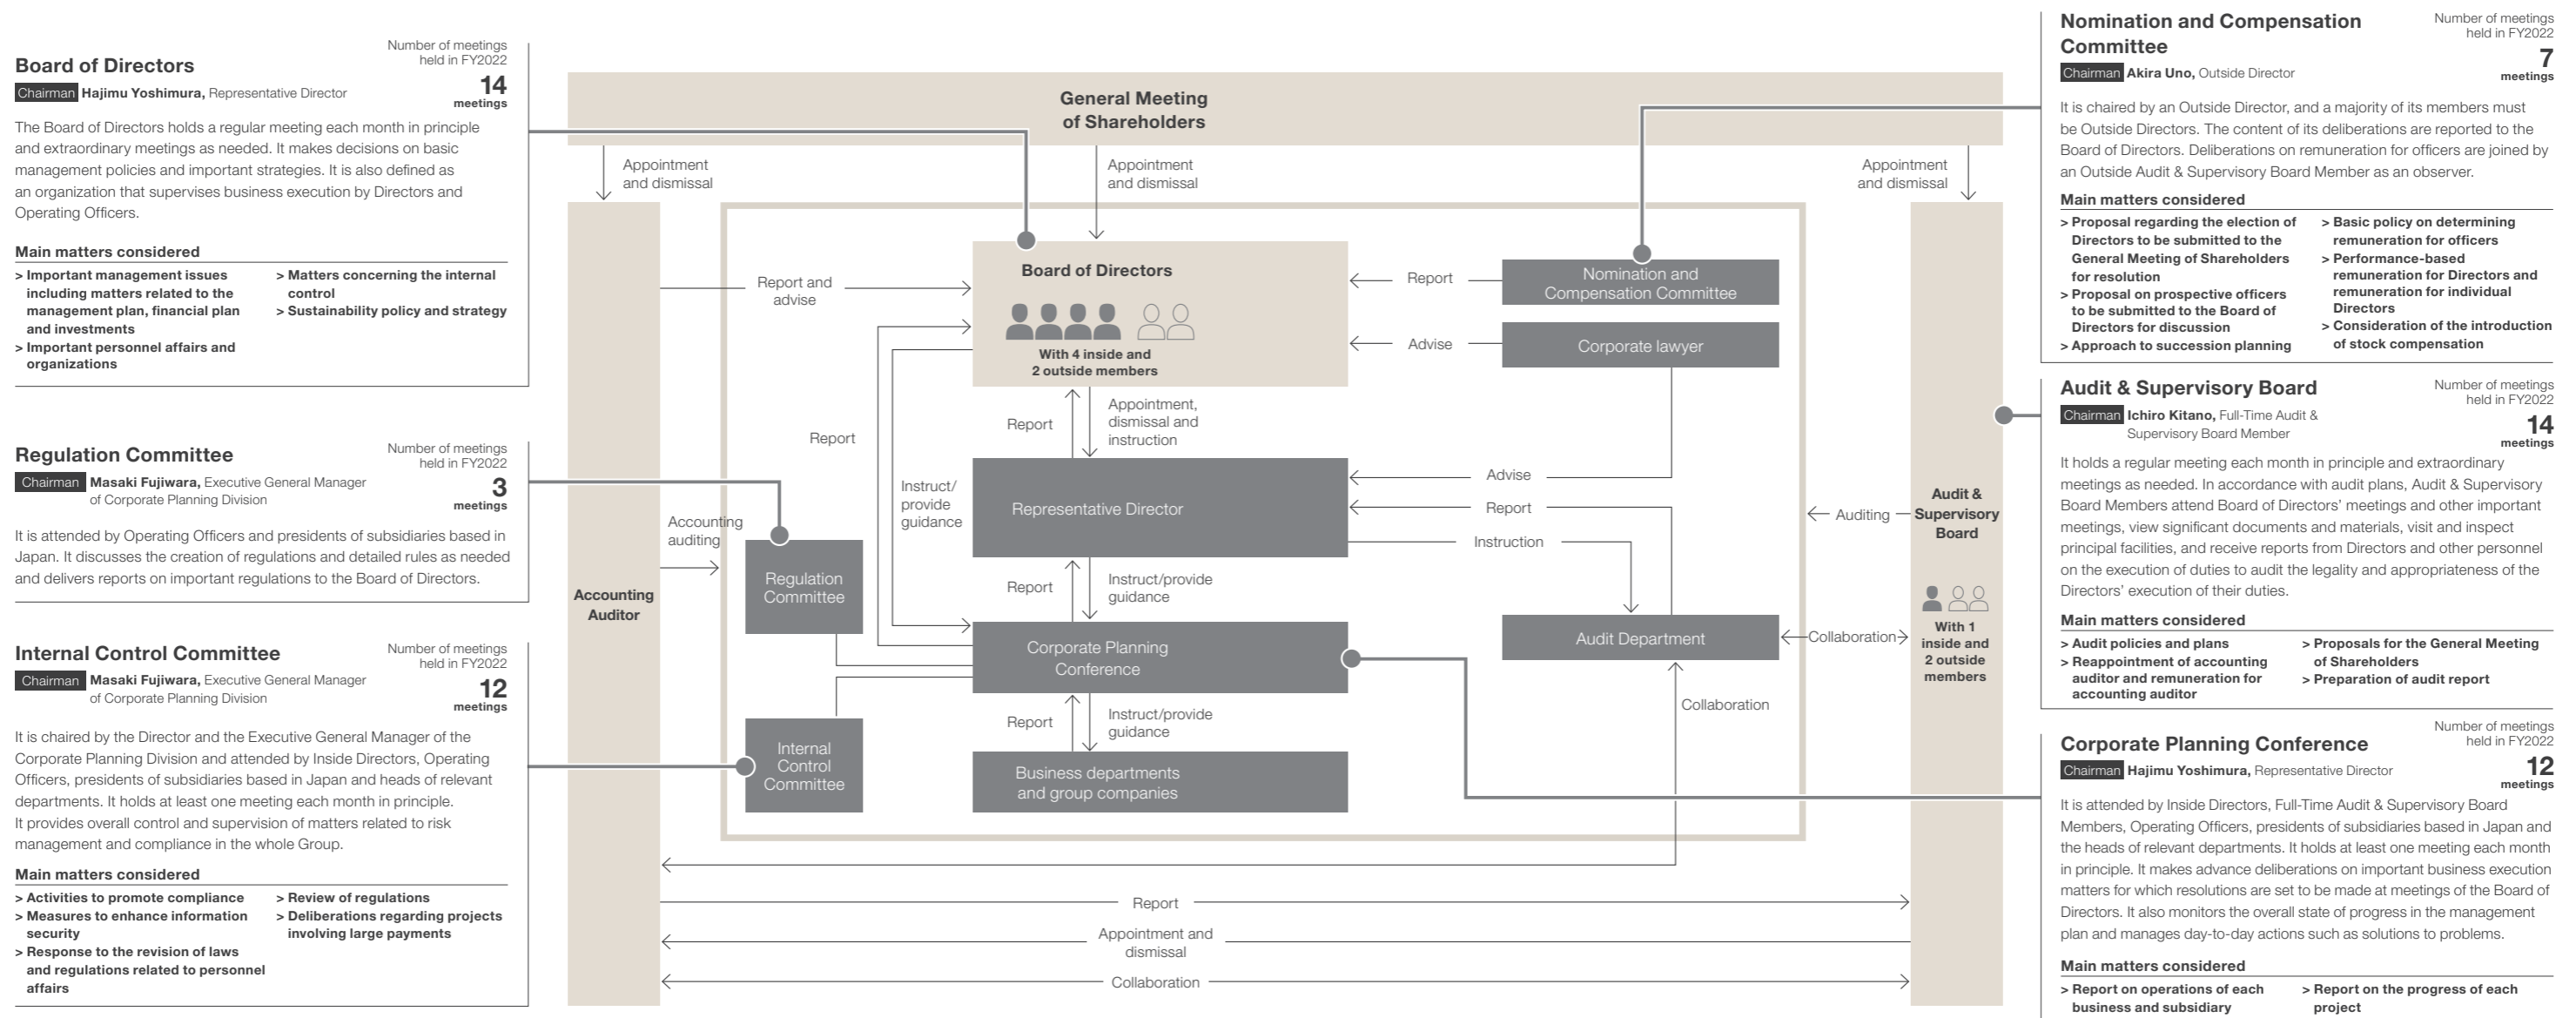 Board of Directors
Number of meetings
held in FY2022
14
meetings
Chairman Hajimu Yoshimura, Representative Director
The Board of Directors holds a regular meeting each month in principle
and extraordinary meetings as needed. It makes decisions on basic
management policies and important strategies. It is also defined as
an organization that supervises business execution by Directors and
Operating Officers.
Main matters considered
> Important management issues
including matters related to the
management plan, financial plan
and investments
> Important personnel affairs and
organizations
> Matters concerning the internal
control
> Sustainability policy and strategy
Regulation Committee
Number of meetings
held in FY2022
3
meetings
Chairman Masaki Fujiwara, Executive General Manager
of Corporate Planning Division
It is attended by Operating Officers and presidents of subsidiaries based in
Japan. It discusses the creation of regulations and detailed rules as needed
and delivers reports on important regulations to the Board of Directors.
Internal Control Committee
Number of meetings
held in FY2022
12
meetings
Chairman Masaki Fujiwara, Executive General Manager
of Corporate Planning Division
It is chaired by the Director and the Executive General Manager of the
Corporate Planning Division and attended by Inside Directors, Operating
Officers, presidents of subsidiaries based in Japan and heads of relevant
departments. It holds at least one meeting each month in principle.
It provides overall control and supervision of matters related to risk
management and compliance in the whole Group.
Main matters considered
> Activities to promote compliance
> Measures to enhance information
security
> Response to the revision of laws
and regulations related to personnel
affairs
> Review of regulations
> Deliberations regarding projects
involving large payments
General Meeting
of Shareholders
Appointment
and dismissal
Appointment
and dismissal
Appointment
and dismissal
Accounting
Auditor
Report and
advise
Accounting
auditing
Board of Directors
With 4 inside and
2 outside members
Report
Nomination and
Compensation Committee
Advise
Corporate lawyer
Report
Instruct/
provide
guidance
Report
Appointment,
dismissal and
instruction
Representative Director
Advise
Report
Instruction
Regulation
Committee
Report
Instruct/provide
guidance
Corporate Planning
Conference
Audit Department
Collaboration
Collaboration
Internal
Control
Committee
Report
Instruct/provide
guidance
Business departments
and group companies
Auditing
Audit &
Supervisory
Board
With 1
inside and
2 outside
members
Report
Appointment and
dismissal
Collaboration
Nomination and Compensation
Committee
Number of meetings
held in FY2022
7
meetings
Chairman Akira Uno, Outside Director
It is chaired by an Outside Director, and a majority of its members must
be Outside Directors. The content of its deliberations are reported to the
Board of Directors. Deliberations on remuneration for officers are joined by
an Outside Audit & Supervisory Board Member as an observer.
Main matters considered
> Proposal regarding the election of
Directors to be submitted to the
General Meeting of Shareholders
for resolution
> Proposal on prospective officers
to be submitted to the Board of
Directors for discussion
> Approach to succession planning
> Basic policy on determining
remuneration for officers
> Performance-based
remuneration for Directors and
remuneration for individual
Directors
> Consideration of the introduction
of stock compensation
Audit & Supervisory Board
Number of meetings
held in FY2022
14
meetings
Chairman Ichiro Kitano, Full-Time Audit &
Supervisory Board Member
It holds a regular meeting each month in principle and extraordinary
meetings as needed. In accordance with audit plans, Audit & Supervisory
Board Members attend Board of Directors' meetings and other important
meetings, view significant documents and materials, visit and inspect
principal facilities, and receive reports from Directors and other personnel
on the execution of duties to audit the legality and appropriateness of the
Directors' execution of their duties.
Main matters considered
> Audit policies and plans
> Reappointment of accounting
auditor and remuneration for
accounting auditor
> Proposals for the General Meeting
of Shareholders
> Preparation of audit report
Corporate Planning Conference
Number of meetings
held in FY2022
12
meetings
Chairman Hajimu Yoshimura, Representative Director
It is attended by Inside Directors, Full-Time Audit & Supervisory Board
Members, Operating Officers, presidents of subsidiaries based in Japan and
the heads of relevant departments. It holds at least one meeting each month
in principle. It makes advance deliberations on important business execution
matters for which resolutions are set to be made at meetings of the Board of
Directors. It also monitors the overall state of progress in the management
plan and manages day-to-day actions such as solutions to problems.
Main matters considered
> Report on operations of each
business and subsidiary
> Report on the progress of each
project